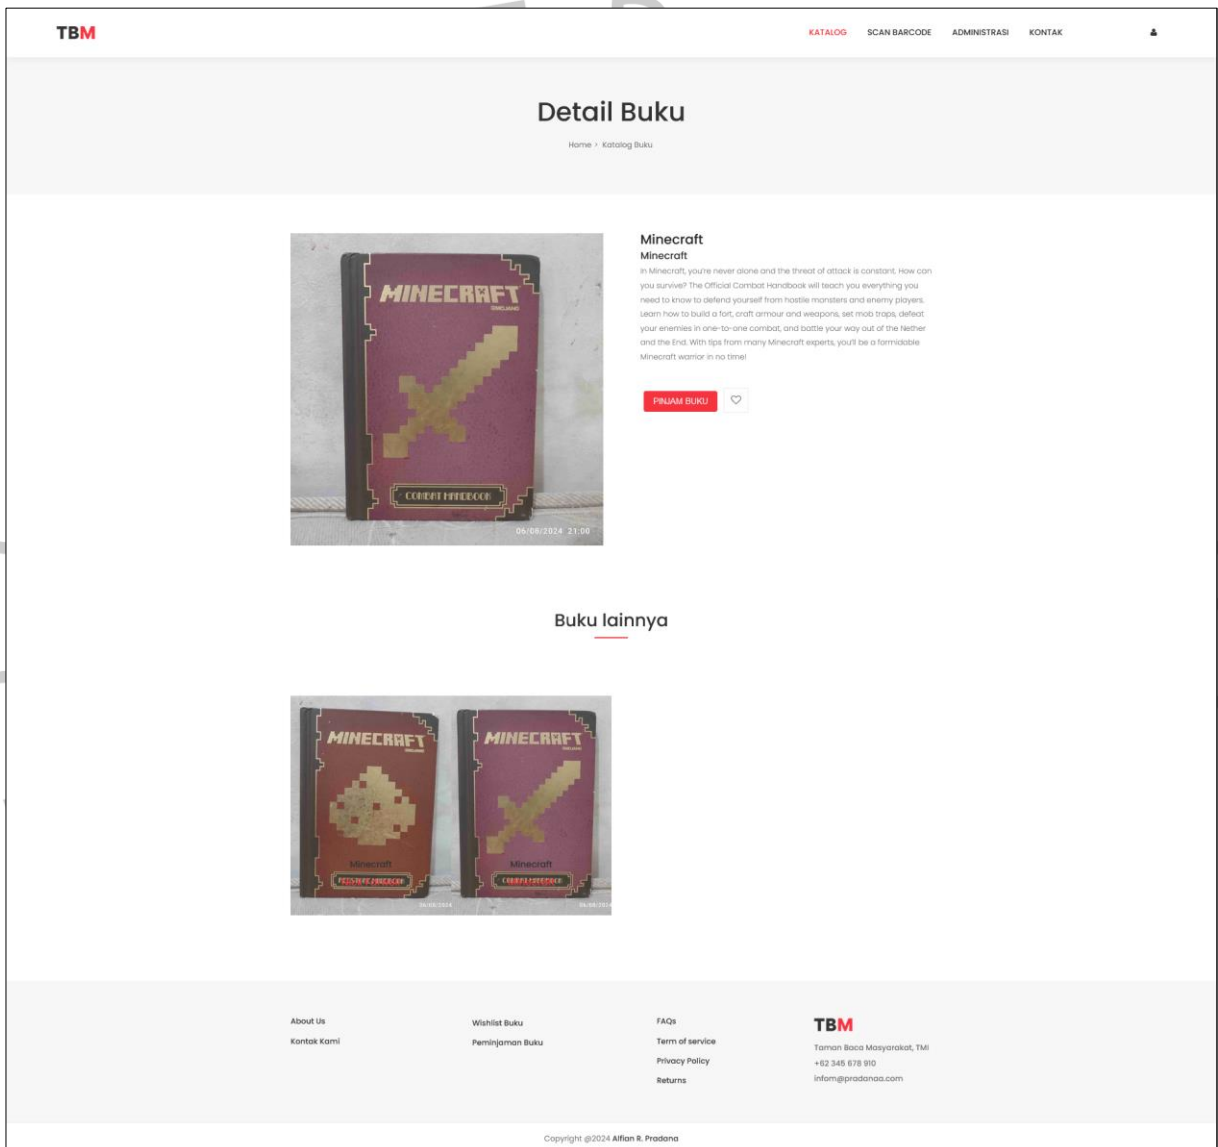 TBM
KATALOG SCAN BARCODE ADMINISTRASI KONTAK
Detail Buku
Home > Katalog Buku
MINECRAFT
©MOJANG
COMBAT HANDBOOK
06/08/2024 21:06
Minecraft
Minecraft
In Minecraft, you're never alone and the threat of attack is constant. How can
you survive? The Official Combat Handbook will teach you everything you
need to know to defend yourself from hostile monsters and enemy players.
Learn how to build a fort, craft armour and weapons, set mob traps, defeat
your enemies in one-to-one combat, and battle your way out of the Nether
and the End. With tips from many Minecraft experts, you'll be a formidable
Minecraft warrior in no time!
PINJAM BUKU
Buku lainnya
MINECRAFT
Minecraft
06/08/2024
MINECRAFT
Minecraft
COMBAT HANDBOOK
06/08/2024
About Us
Kontak Kami
Wishlist Buku
Peminjaman Buku
FAQs
Term of service
Privacy Policy
Returns
TBM
Taman Baca Masyarakat, TMI
+62 345 678 910
infom@pradanaa.com
Copyright @2024 Alfian R. Pradana